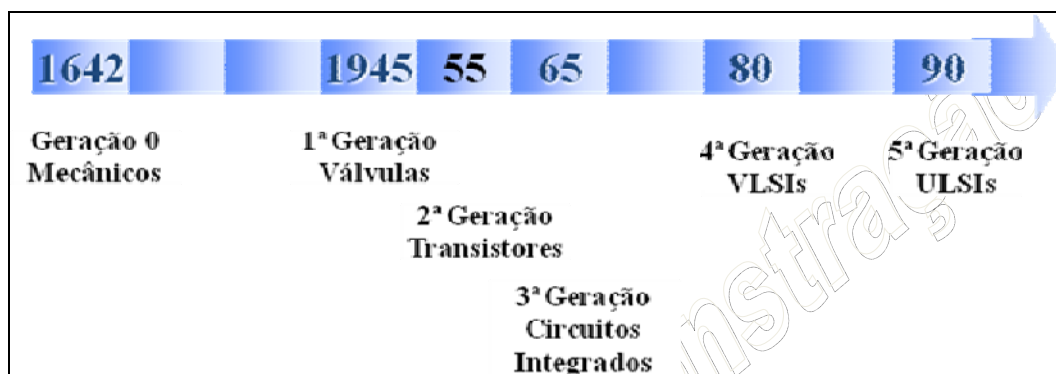 1642 1945 55 65 80 90
Geração 0
Mecânicos
1ª Geração
Válvulas
2ª Geração
Transistores
3ª Geração
Circuitos
Integrados
4ª Geração
VLSIs
5ª Geração
ULSIs
nstração